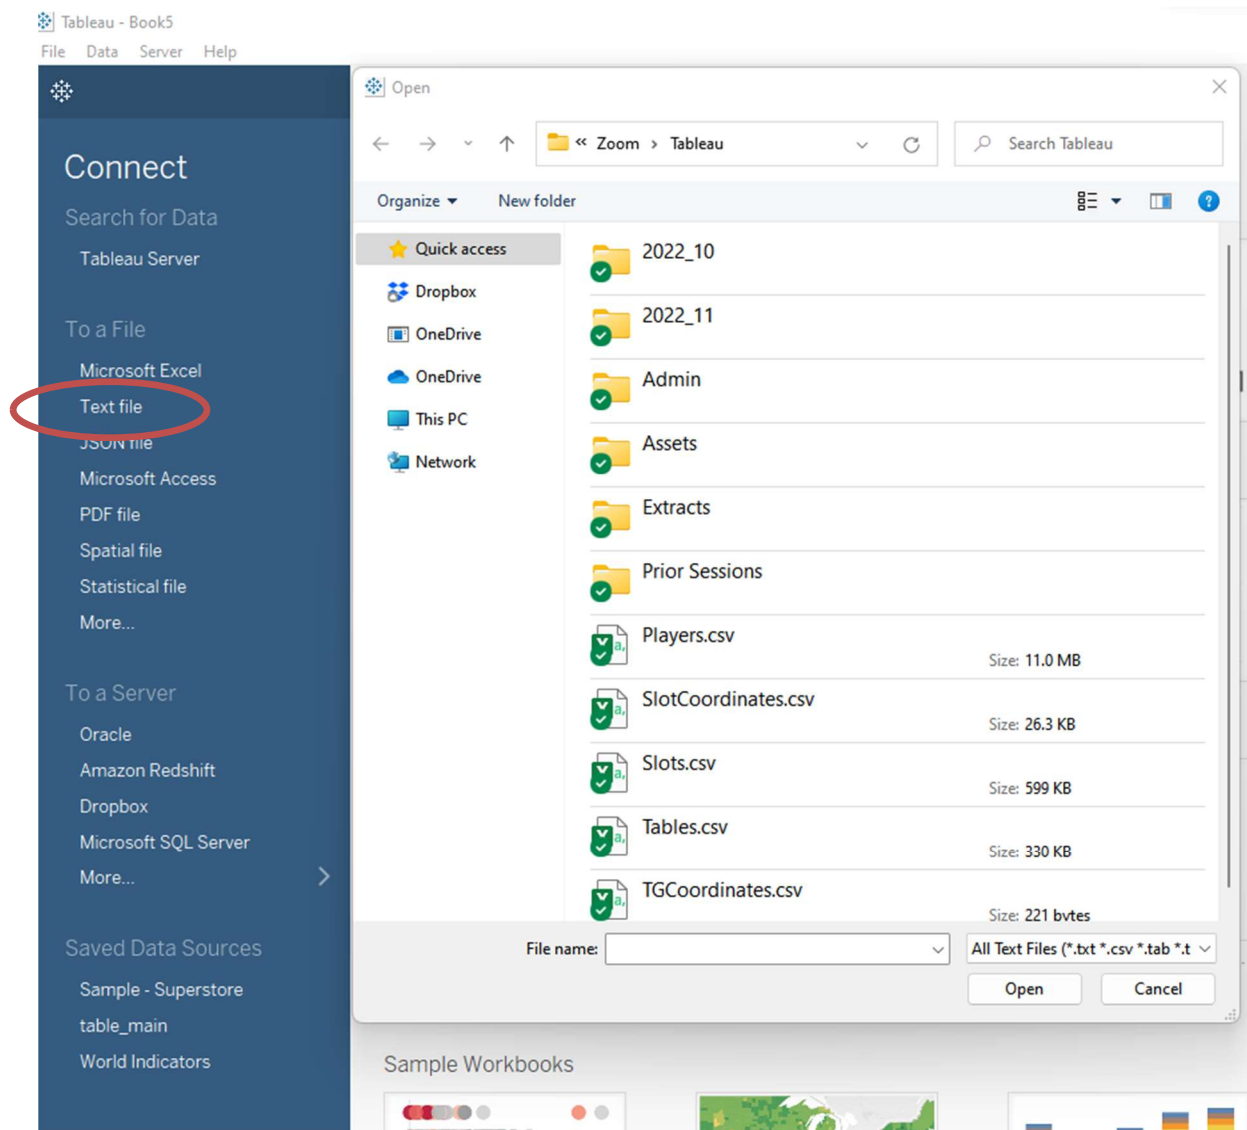 Tableau - Book5
File Data Server Help
Connect
Search for Data
Tableau Server
To a File
Microsoft Excel
Text file
JSON file
Microsoft Access
PDF file
Spatial file
Statistical file
More...
To a Server
Oracle
Amazon Redshift
Dropbox
Microsoft SQL Server
More...
Saved Data Sources
Sample - Superstore
table_main
World Indicators
Open
« Zoom > Tableau
Search Tableau
Organize
New folder
Quick access
Dropbox
OneDrive
OneDrive
This PC
Network
2022_10
2022_11
Admin
Assets
Extracts
Prior Sessions
Players.csv
Size: 11.0 MB
SlotCoordinates.csv
Size: 26.3 KB
Slots.csv
Size: 599 KB
Tables.csv
Size: 330 KB
TGCoordinates.csv
Size: 221 bytes
File name:
All Text Files (*.txt *.csv *.tab *.t
Open
Cancel
Sample Workbooks